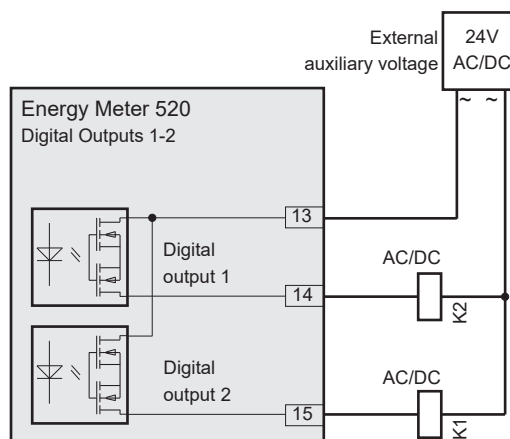 External
auxiliary voltage
24V
AC/DC
~ ~
Energy Meter 520
Digital Outputs 1-2
13
Digital
output 1
AC/DC
14
K2
Digital
output 2
AC/DC
15
K1